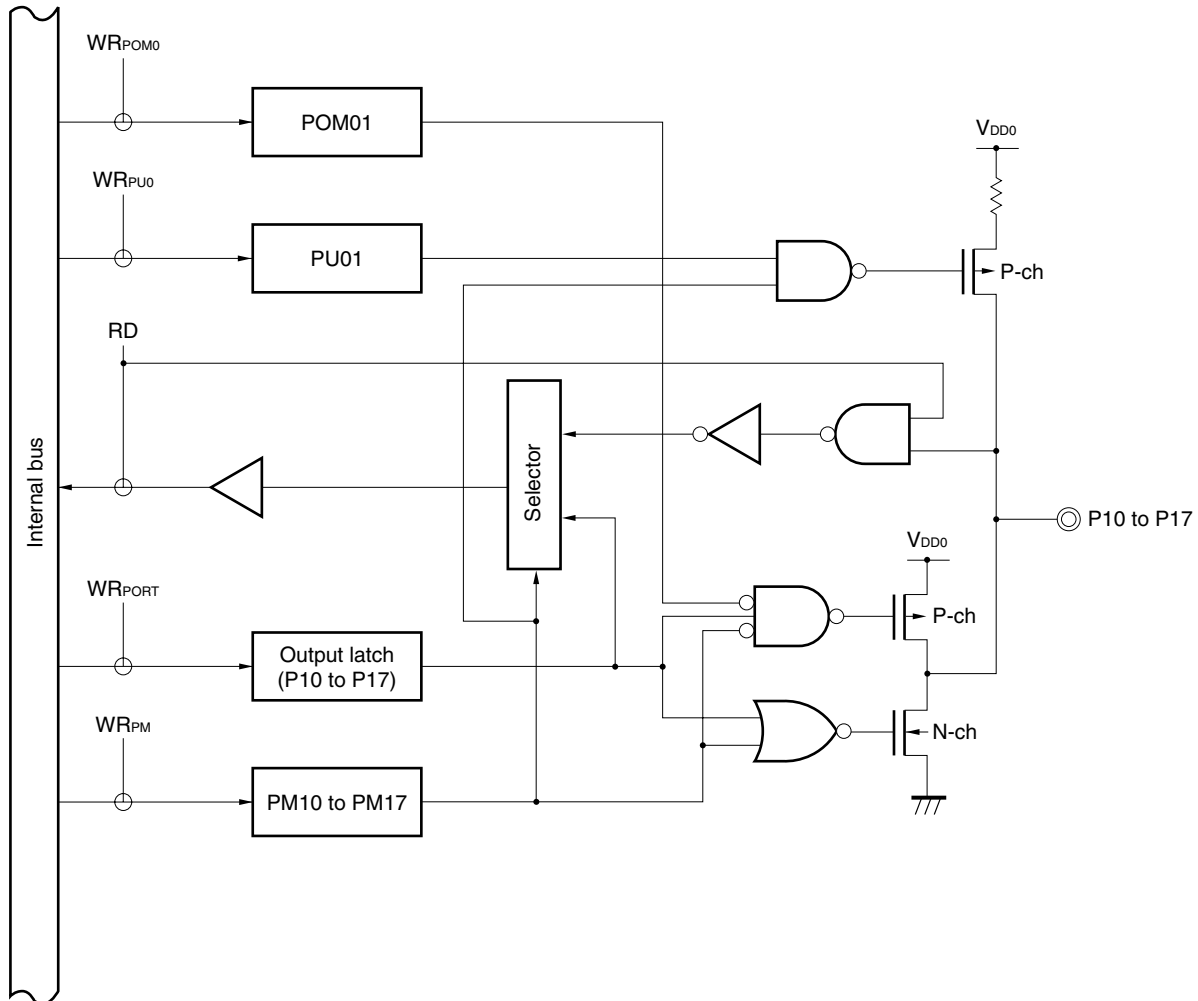 WRPOM0
POM01
VDD0
WRPU0
PU01
P-ch
RD
Internal bus
Selector
P10 to P17
VDD0
WRPORT
P-ch
Output latch
(P10 to P17)
WRPM
N-ch
PM10 to PM17